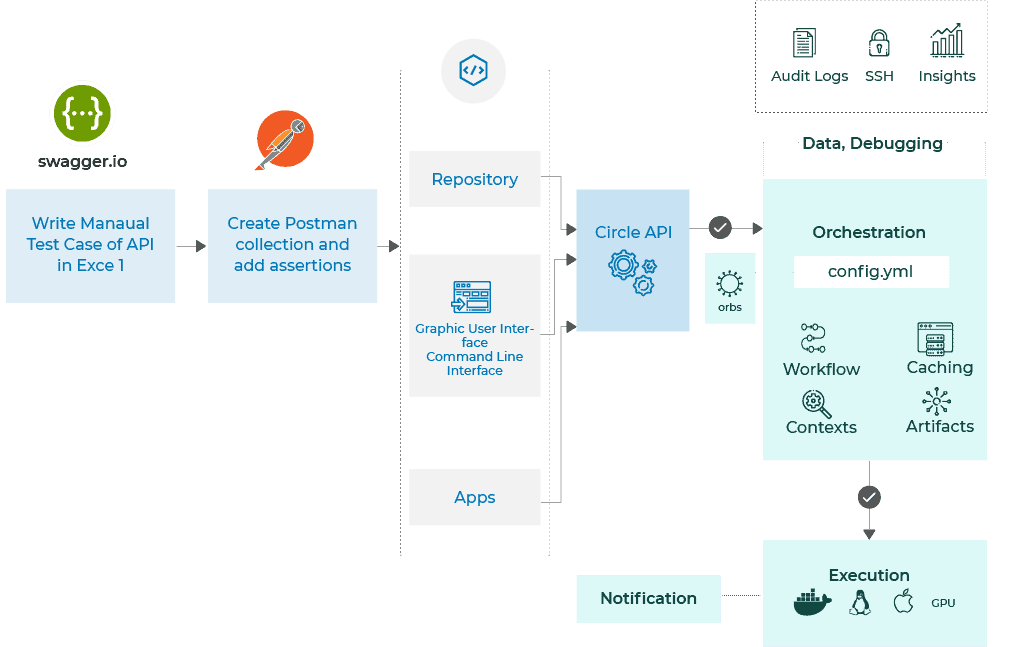 swagger.io
Write Manaual
Test Case of API
in Exce 1
Create Postman
collection and
add assertions
Repository
Graphic User Inter-
face
Command Line
Interface
Apps
Circle API
orbs
Audit Logs
SSH
Insights
Data, Debugging
Orchestration
config.yml
Workflow
Caching
Contexts
Artifacts
Notification
Execution
GPU